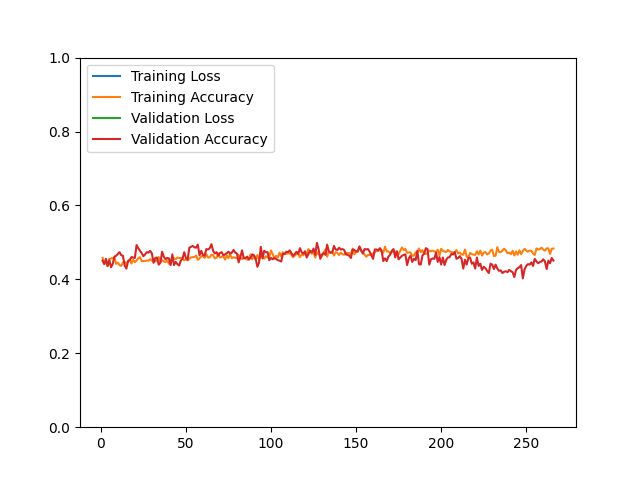 1.0
0.8
0.6
0.4
0.2
0.0
Training Loss
Training Accuracy
Validation Loss
Validation Accuracy
0 50 100 150 200 250